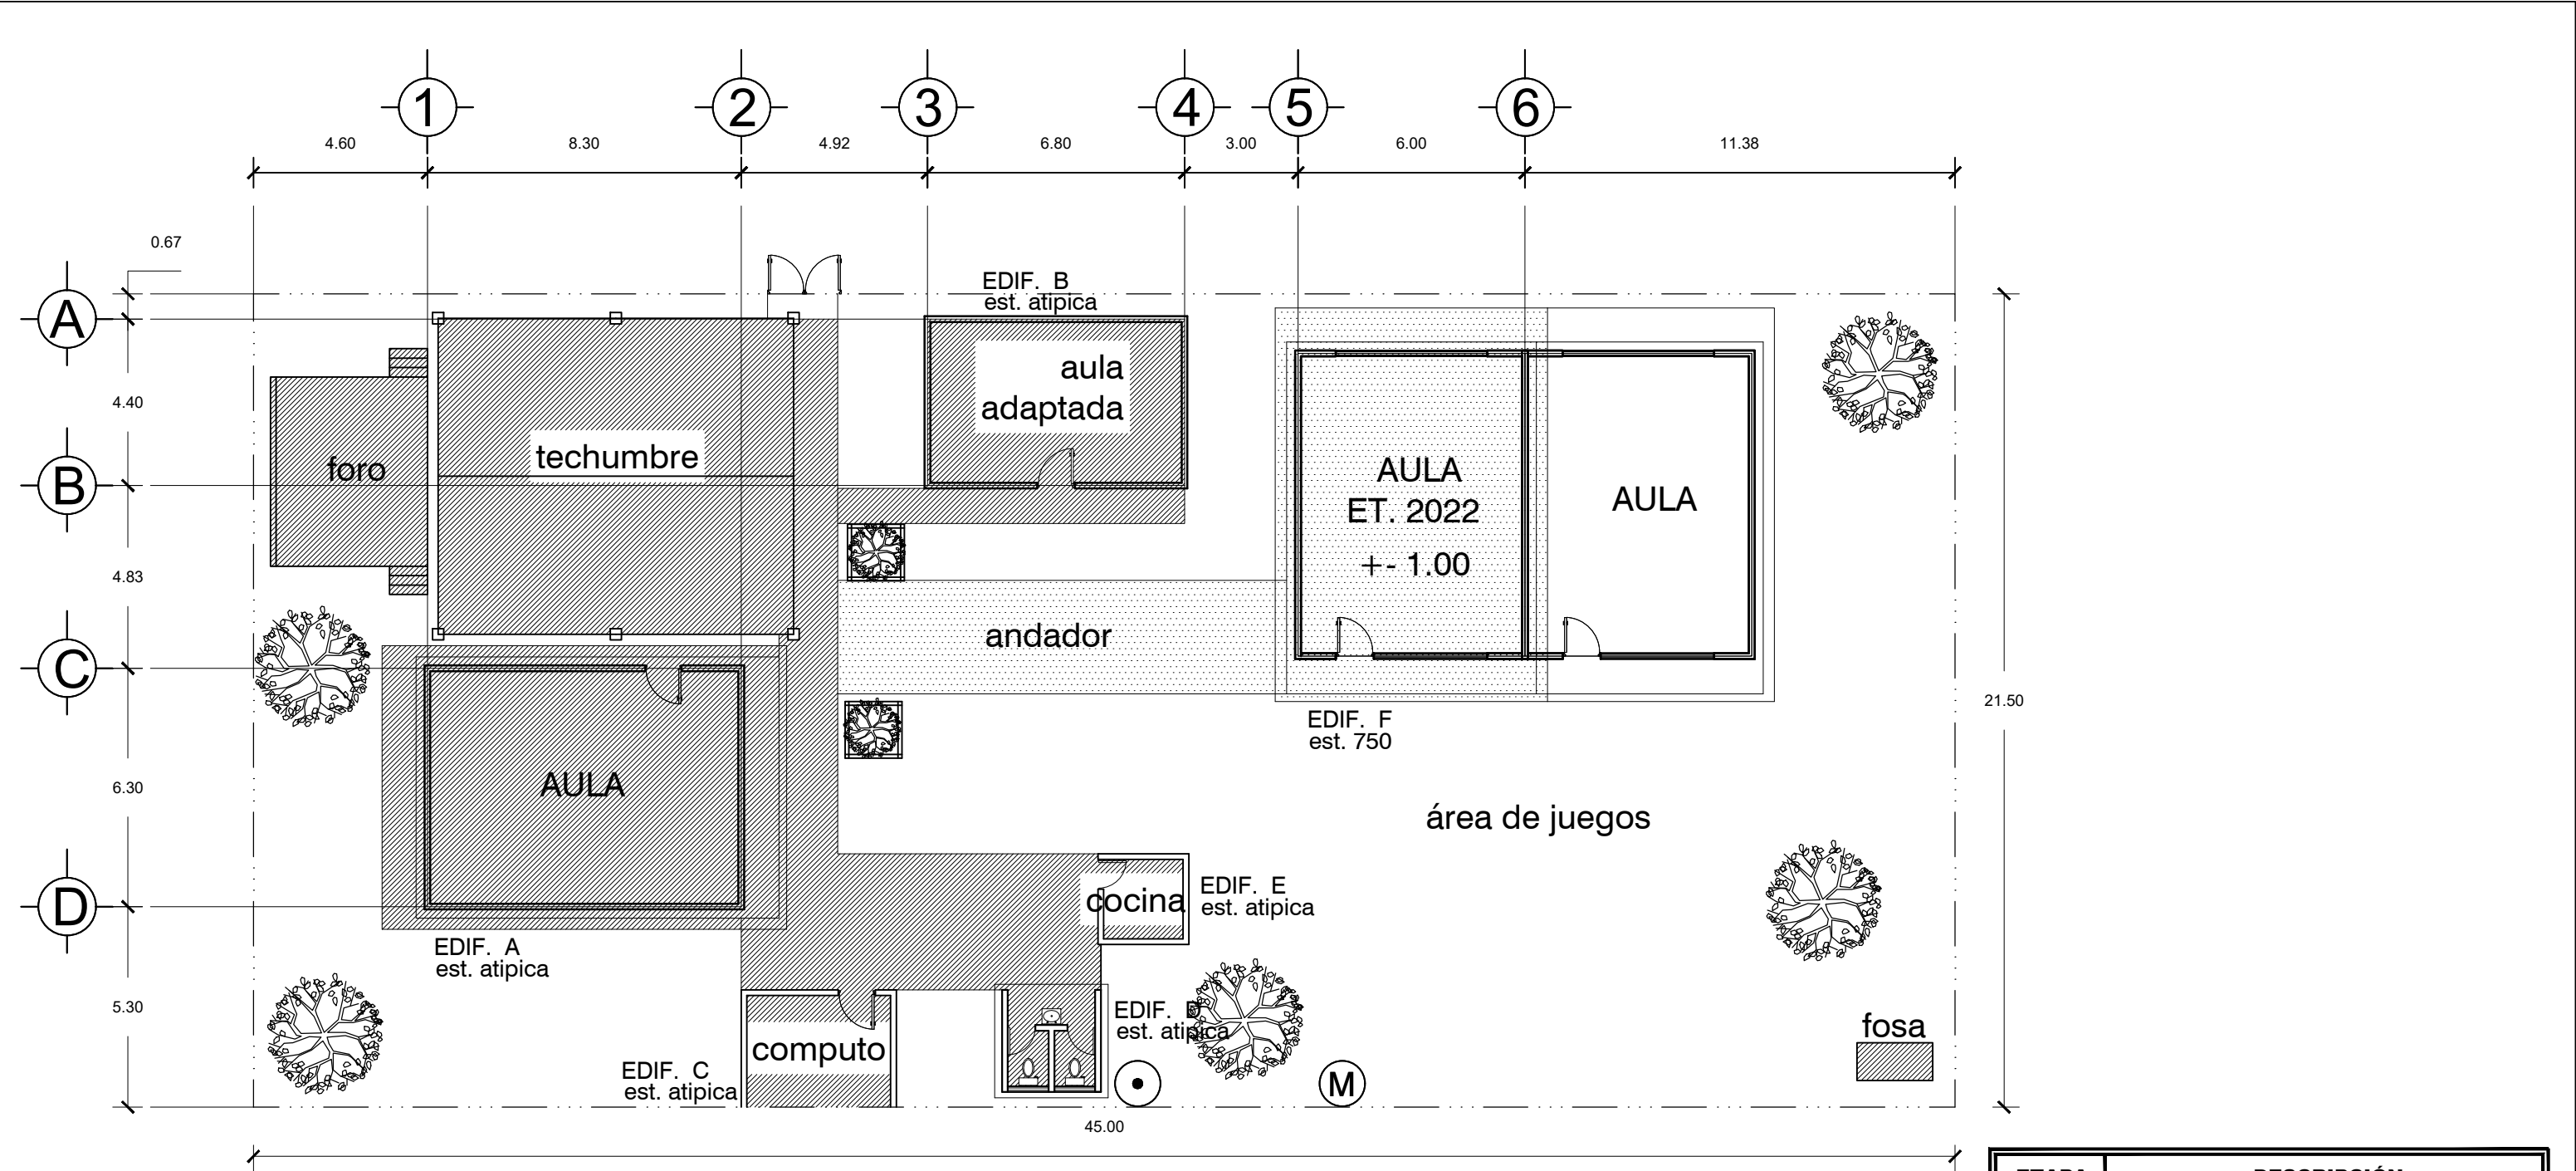 1 2 3 4 5 6
4.60 8.30 4.92 6.80 3.00 6.00 11.38
0.67
A
EDIF. B
est. atipica
aula
adaptada
4.40
techumbre
foro
B
AULA
ET. 2022
+- 1.00
AULA
4.83
andador
C
21.50
EDIF. F
est. 750
6.30
AULA
área de juegos
D
cocina
EDIF. E
est. atipica
EDIF. A
est. atipica
5.30
EDIF.
est. atipica
fosa
computo
EDIF. C
est. atipica
M
45.00
ETAPA DESCRIPCIÓN